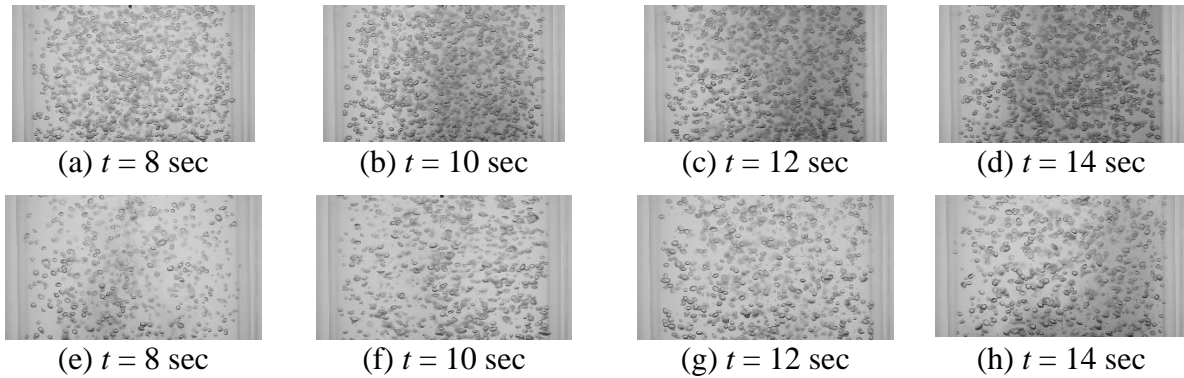 (a) t = 8 sec
(b) t = 10 sec
(c) t = 12 sec
(d) t = 14 sec
(e) t = 8 sec
(f) t = 10 sec
(g) t = 12 sec
(h) t = 14 sec